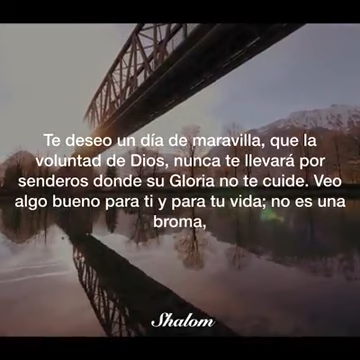 Te deseo un día de maravilla, que la
voluntad de Dios, nunca te llevará por
senderos donde su Gloria no te cuide. Veo
algo bueno para ti y para tu vida; no es una
broma,
Shalom